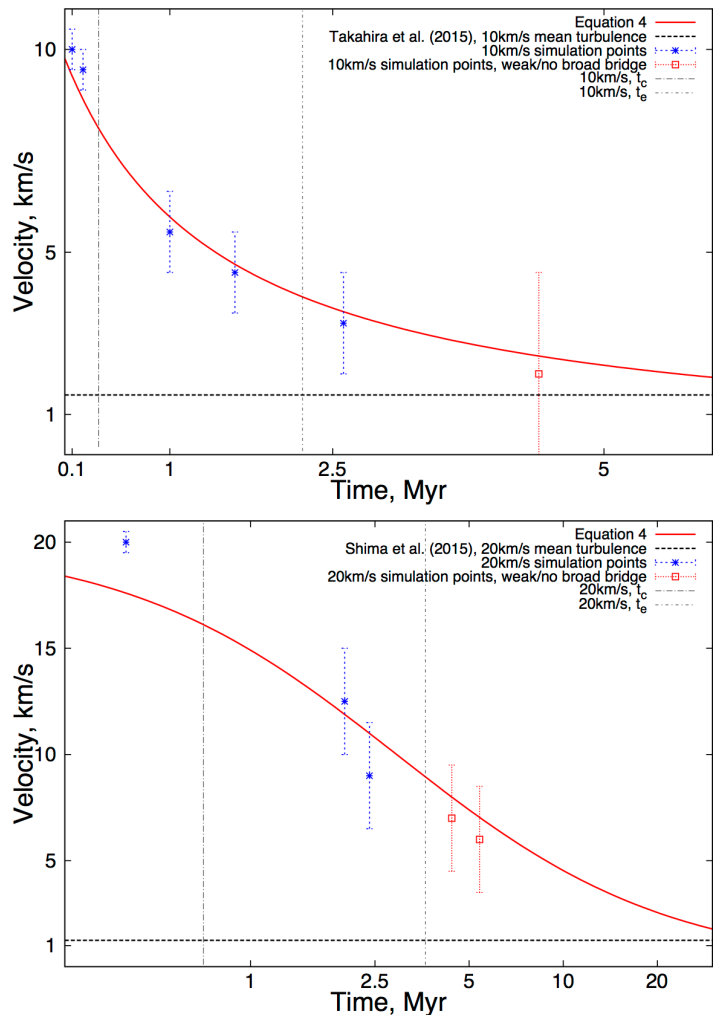 Equation 4
Takahira et al. (2015), 10km/s mean turbulence
10km/s simulation points
10km/s simulation points, weak/no broad bridge
10km/s, tc
10km/s, te
10
5
1
Velocity, km/s
0.1 1 2.5 5
Time, Myr
Equation 4
Shima et al. (2015), 20km/s mean turbulence
20km/s simulation points
20km/s simulation points, weak/no broad bridge
20km/s, tc
20km/s, te
20
15
10
5
1
Velocity, km/s
1 2.5 5 10 20
Time, Myr